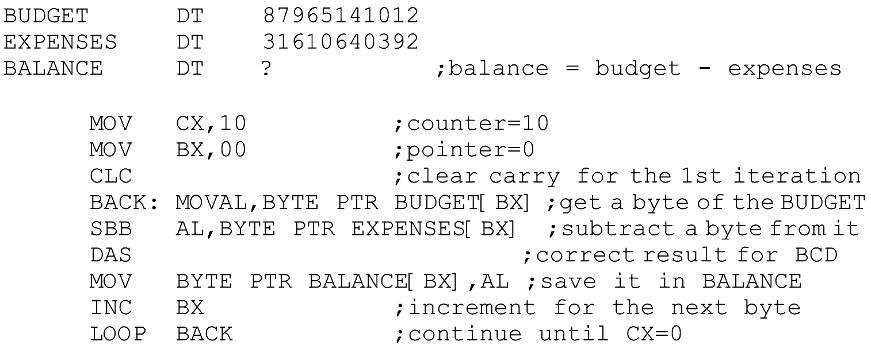 BUDGET DT 87965141012
EXPENSES DT 31610640392
BALANCE DT ? ;balance = budget - expenses
MOV CX,10 ;counter=10
MOV BX,00 ;pointer=0
CLC ;clear carry for the 1st iteration
BACK: MOVAL,BYTE PTR BUDGET[ BX] ;get a byte of the BUDGET
SBB AL,BYTE PTR EXPENSES[ BX] ;subtract a byte from it
DAS ;correct result for BCD
MOV BYTE PTR BALANCE[ BX],AL ;save it in BALANCE
INC BX ;increment for the next byte
LOOP BACK ;continue until CX=0